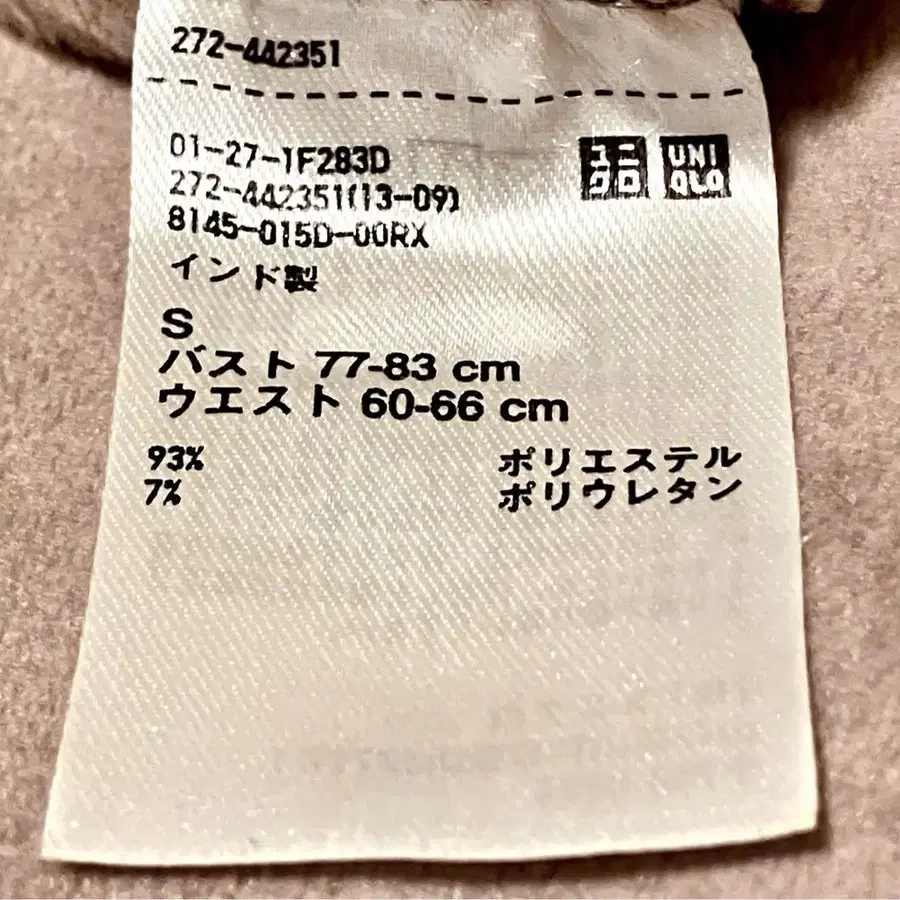 272-442351
01-27-1F283D
272-442351(13-09)
8145-015D-00RX
ユニクロ
UNIQLO
インド製
S
バスト 77-83 cm
ウエスト 60-66 cm
93% ポリエステル
7% ポリウレタン